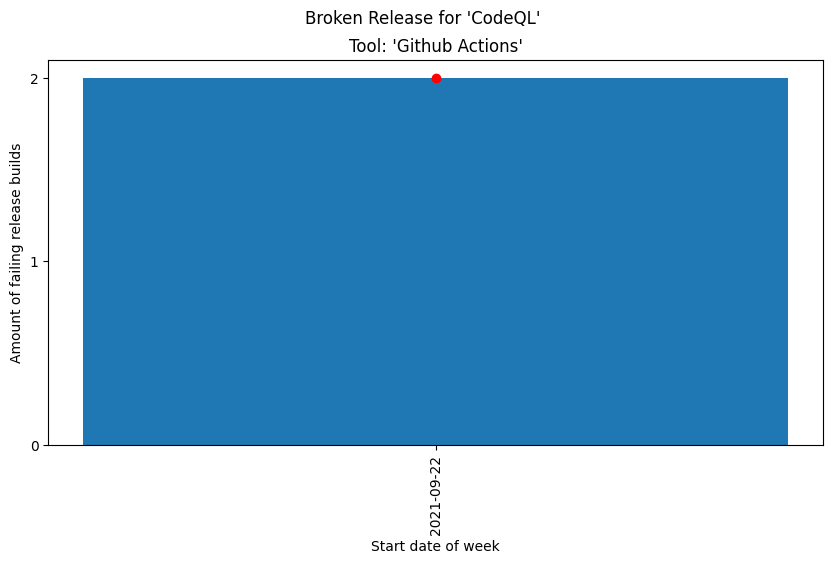 Broken Release for 'CodeQL'
Tool: 'Github Actions'
Amount of failing release builds
2
1
0
2021-09-22
Start date of week